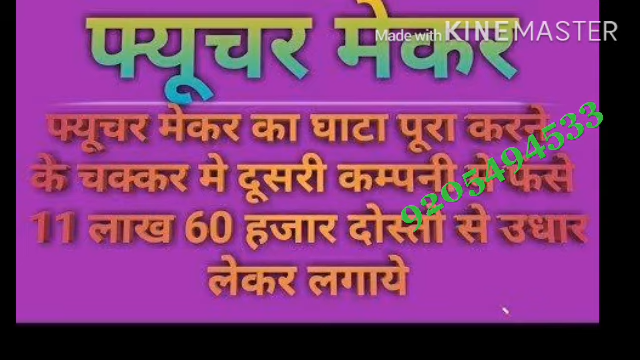 Made with KINEMASTER
फ्यूचर मेकर
फ्यूचर मेकर का घाटा पूरा करने
के चक्कर मे दूसरी कम्पनी मे फंसे
11 लाख 60 हजार दोस्तो से उधार
लेकर लगाये
9205494533